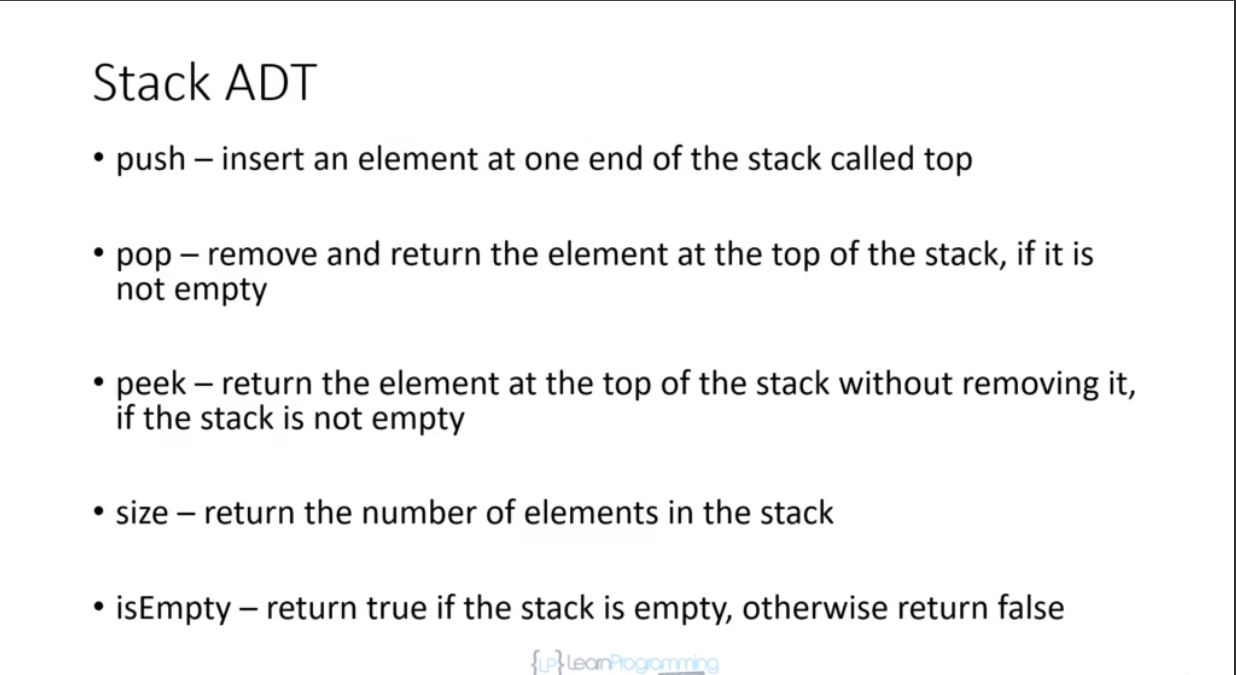 Stack ADT
• push – insert an element at one end of the stack called top
• pop – remove and return the element at the top of the stack, if it is
not empty
• peek – return the element at the top of the stack without removing it,
if the stack is not empty
• size – return the number of elements in the stack
• isEmpty – return true if the stack is empty, otherwise return false
{LP} LearnProgramming